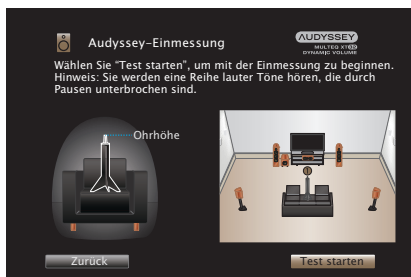 Audyssey-Einmessung
AUDYSSEY
MULTEQ XT32
DYNAMIC VOLUME
Wählen Sie “Test starten”, um mit der Einmessung zu beginnen.
Hinweis: Sie werden eine Reihe lauter Töne hören, die durch
Pausen unterbrochen sind.
Ohrhöhe
Zurück
Test starten